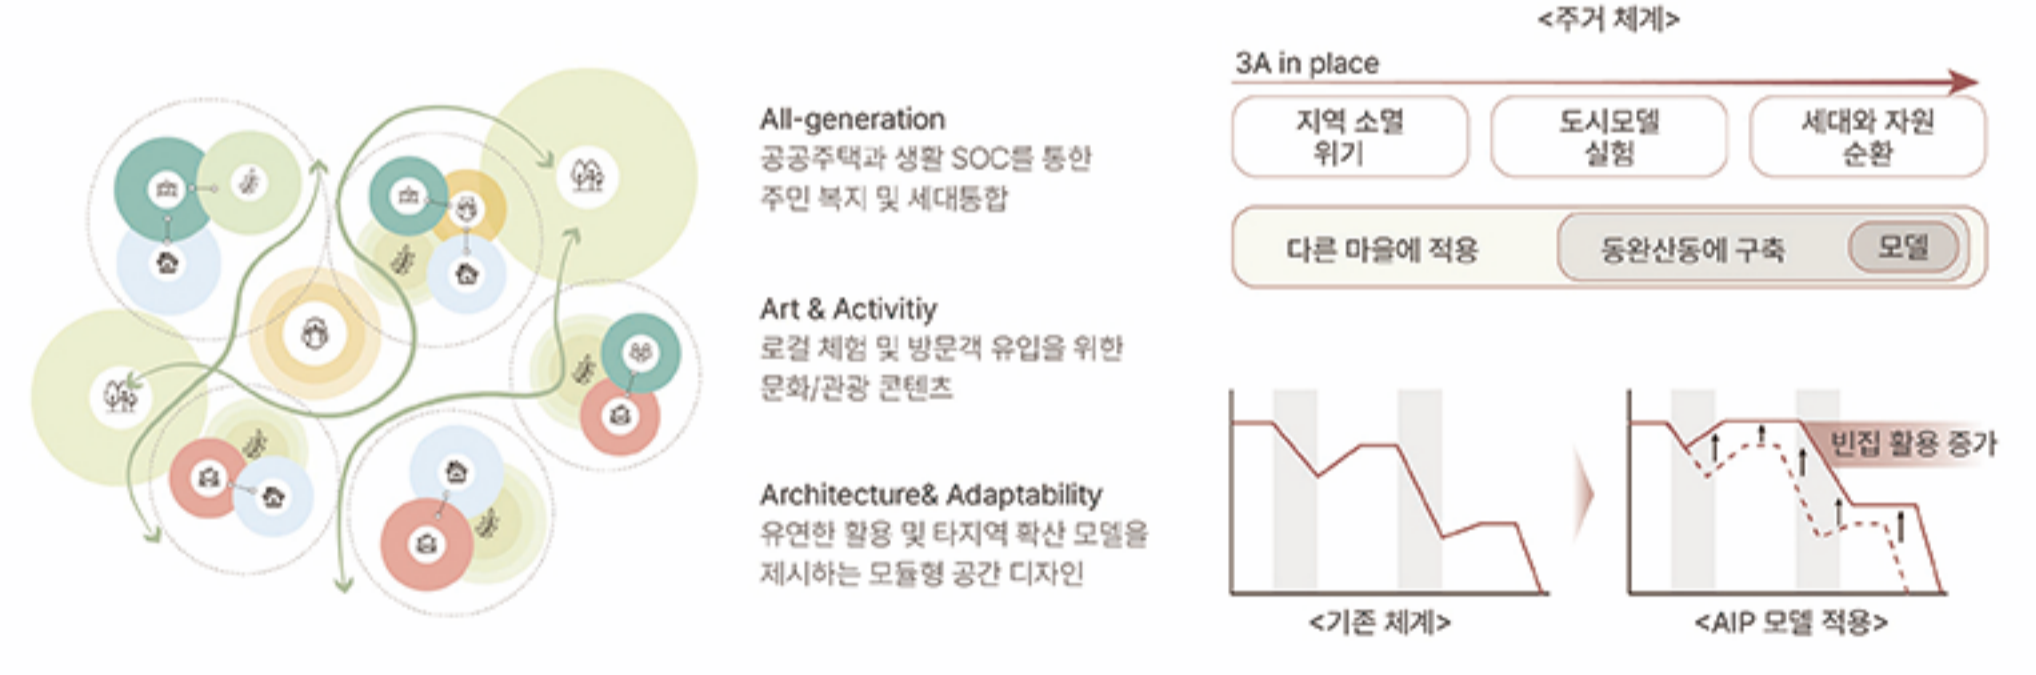 All-generation
공공주택과 생활 SOC를 통한
주민 복지 및 세대통합
Art & Activitiy
로컬 체험 및 방문객 유입을 위한
문화/관광 콘텐츠
Architecture& Adaptability
유연한 활용 및 타지역 확산 모델을
제시하는 모듈형 공간 디자인
<주거 체계>
3A in place
지역 소멸
위기
도시모델
실험
세대와 자원
순환
다른 마을에 적용
동완산동에 구축
모델
빈집 활용 증가
<기존 체계>
<AIP 모델 적용>